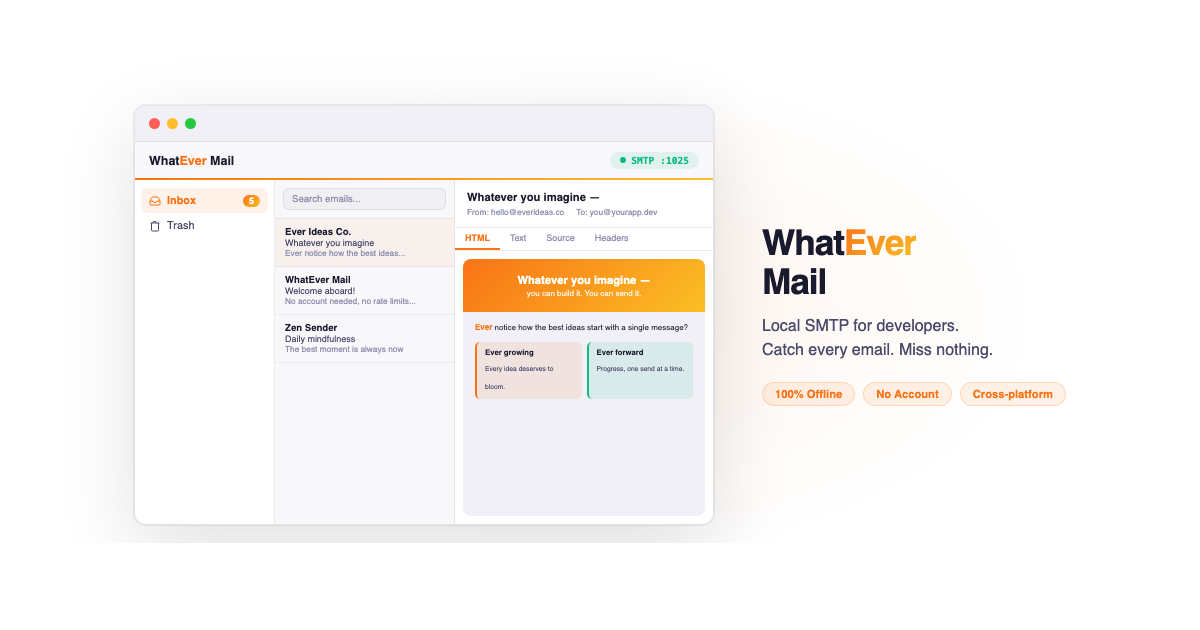 WhatEver Mail
SMTP :1025
Inbox
5
Trash
Search emails...
Ever Ideas Co.
Whatever you imagine
Ever notice how the best ideas...
WhatEver Mail
Welcome aboard!
No account needed, no rate limits...
Zen Sender
Daily mindfulness
The best moment is always now
Whatever you imagine —
From: hello@everideas.co To: you@yourapp.dev
HTML Text Source Headers
Whatever you imagine —
you can build it. You can send it.
Ever notice how the best ideas start with a single message?
Ever growing
Every idea deserves to
bloom.
Ever forward
Progress, one send at a time.
WhatEver
Mail
Local SMTP for developers.
Catch every email. Miss nothing.
100% Offline No Account Cross-platform